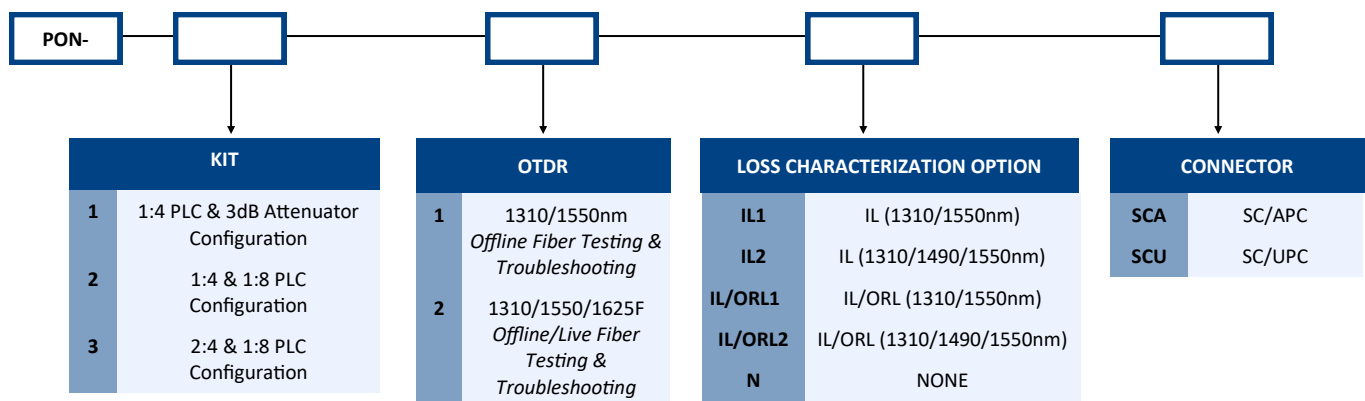 PON-
KIT
1 1:4 PLC & 3dB Attenuator
Configuration
2 1:4 & 1:8 PLC
Configuration
3 2:4 & 1:8 PLC
Configuration
OTDR
1 1310/1550nm
Offline Fiber Testing &
Troubleshooting
2 1310/1550/1625F
Offline/Live Fiber
Testing &
Troubleshooting
LOSS CHARACTERIZATION OPTION
IL1 IL (1310/1550nm)
IL2 IL (1310/1490/1550nm)
IL/ORL1 IL/ORL (1310/1550nm)
IL/ORL2 IL/ORL (1310/1490/1550nm)
N NONE
CONNECTOR
SCA SC/APC
SCU SC/UPC